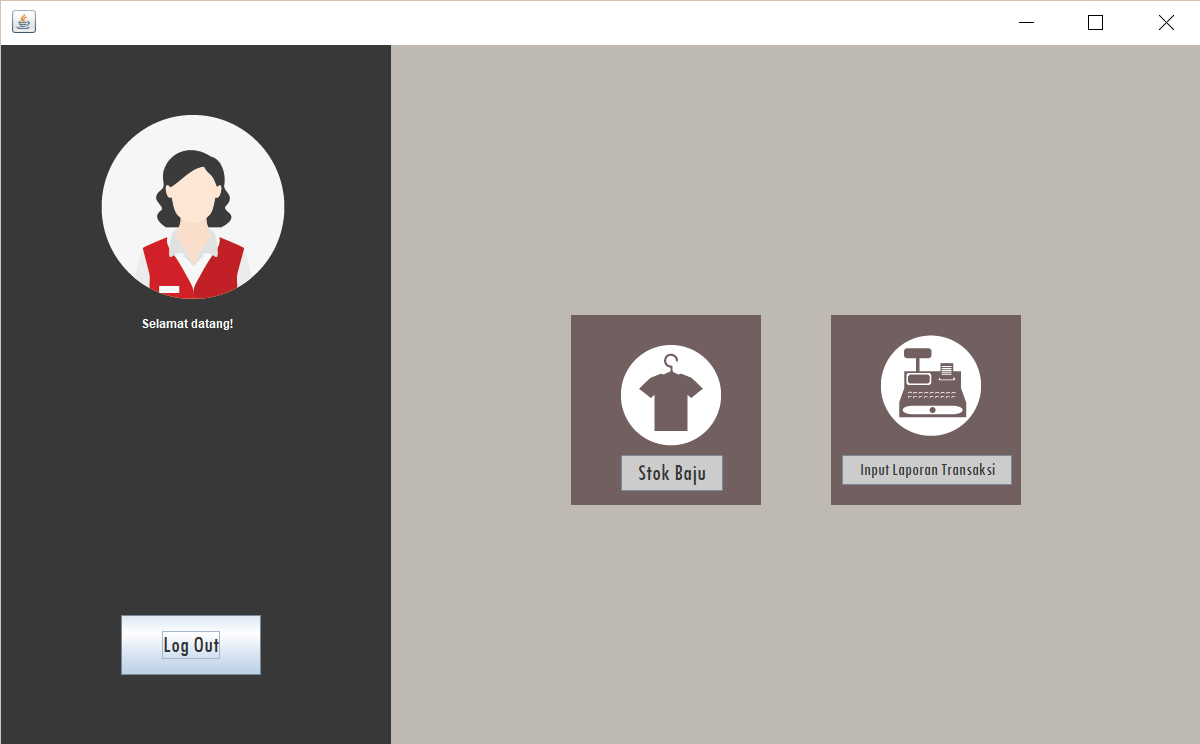 Selamat datang!
Stok Baju
Input Laporan Transaksi
Log Out